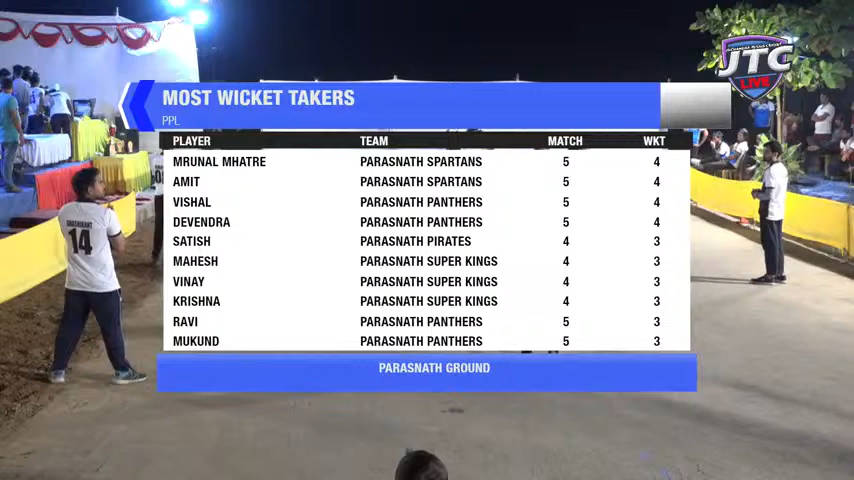 JTC
LIVE
MOST WICKET TAKERS
PPL
PLAYER TEAM MATCH WKT
MRUNAL MHATRE PARASNATH SPARTANS 5 4
AMIT PARASNATH SPARTANS 5 4
VISHAL PARASNATH PANTHERS 5 4
DEVENDRA PARASNATH PANTHERS 5 4
SATISH PARASNATH PIRATES 4 3
MAHESH PARASNATH SUPER KINGS 4 3
VINAY PARASNATH SUPER KINGS 4 3
KRISHNA PARASNATH SUPER KINGS 4 3
RAVI PARASNATH PANTHERS 5 3
MUKUND PARASNATH PANTHERS 5 3
PARASNATH GROUND
14